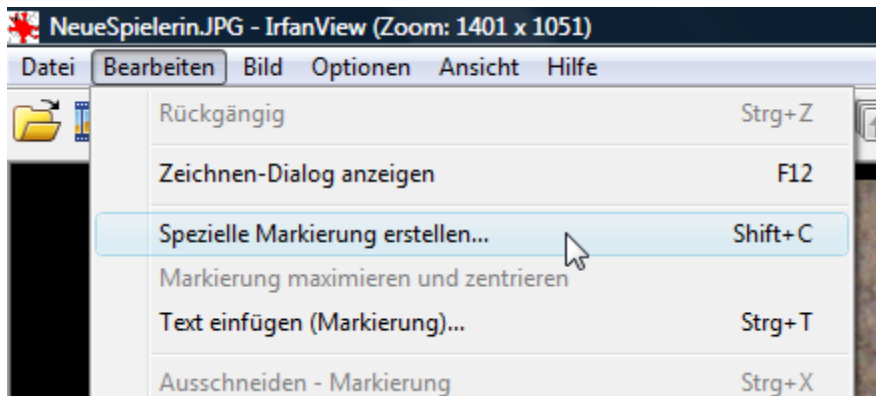 NeueSpielerin.JPG - IrfanView (Zoom: 1401 x 1051)
Datei Bearbeiten Bild Optionen Ansicht Hilfe
Rückgängig Strg+Z
Zeichnen-Dialog anzeigen F12
Spezielle Markierung erstellen... Shift+C
Markierung maximieren und zentrieren
Text einfügen (Markierung)... Strg+T
Ausschneiden - Markierung Strg+X